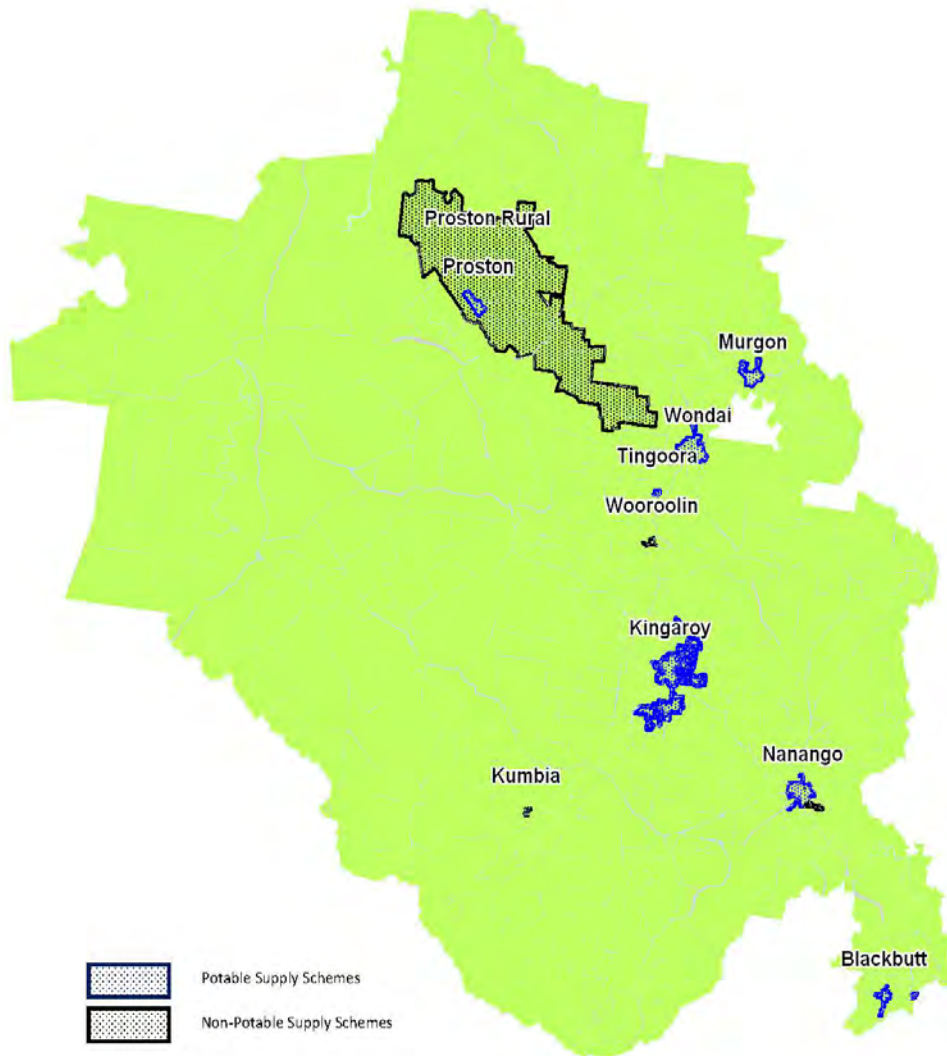 Proston Rural
Proston
Murgon
Wondai
Tingoora
Wooroolin
Kingaroy
Nanango
Kumbia
Blackbutt
Potable Supply Schemes
Non-Potable Supply Schemes